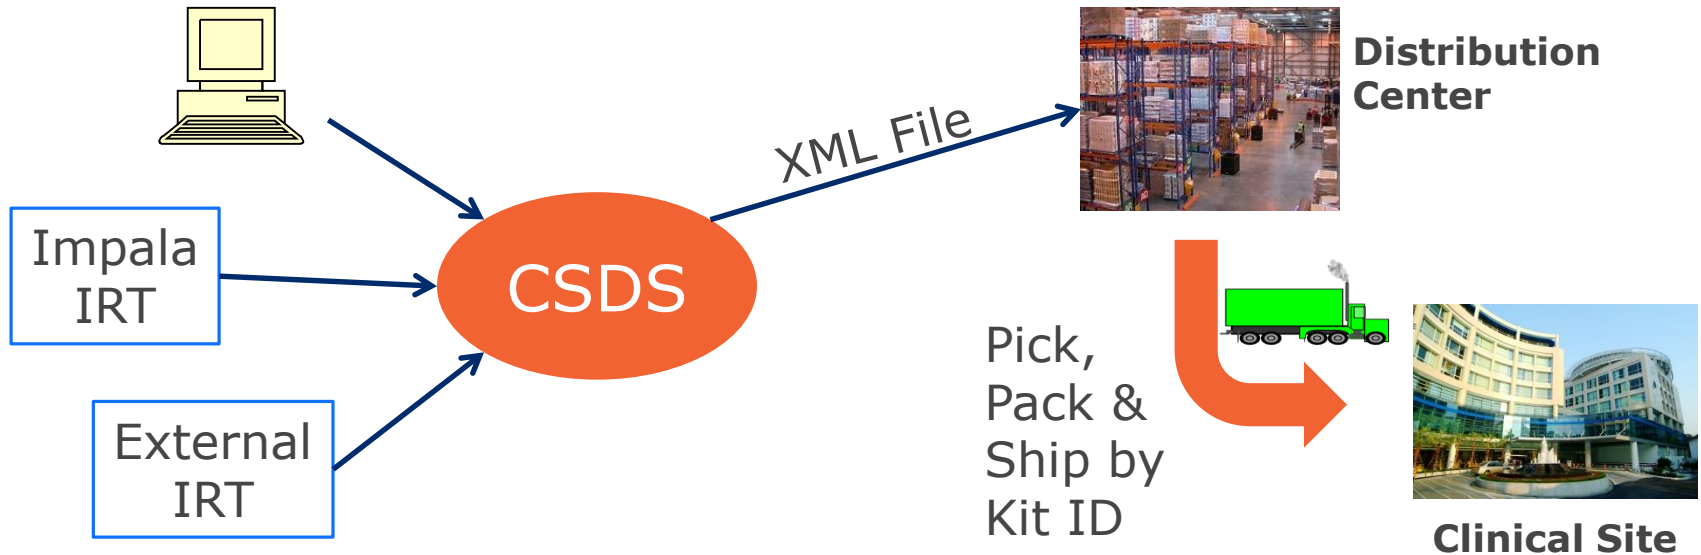 Impala
IRT
External
IRT
CSDS
XML File
Distribution
Center
Pick,
Pack &
Ship by
Kit ID
Clinical Site